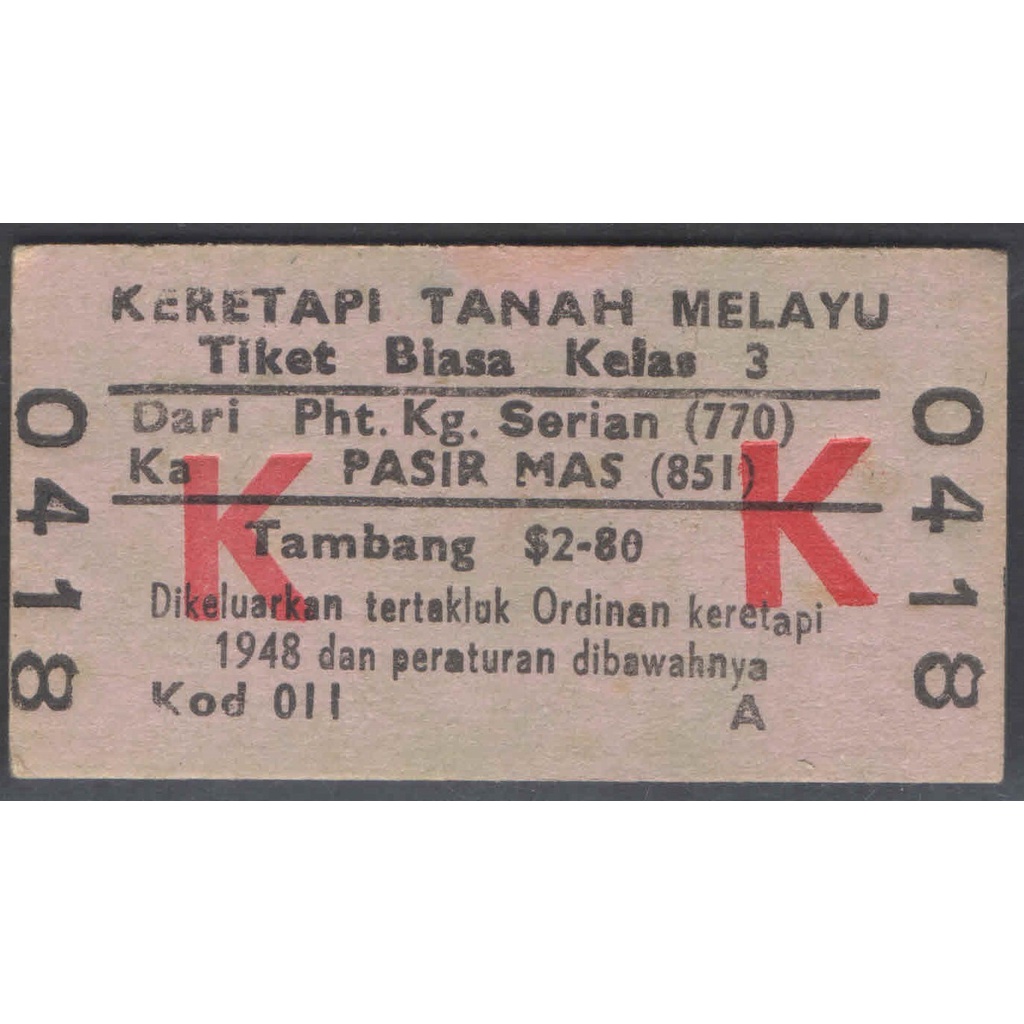 KERETAPI TANAH MELAYU
Tiket Biasa Kelas 3
Dari Pht. Kg. Serian (770)
Ka PASIR MAS (851)
K K
Tambang $2-80
Dikeluarkan tertakluk Ordinan keretapi
1948 dan peraturan dibawahnya
Kod 011 A
0418
0418